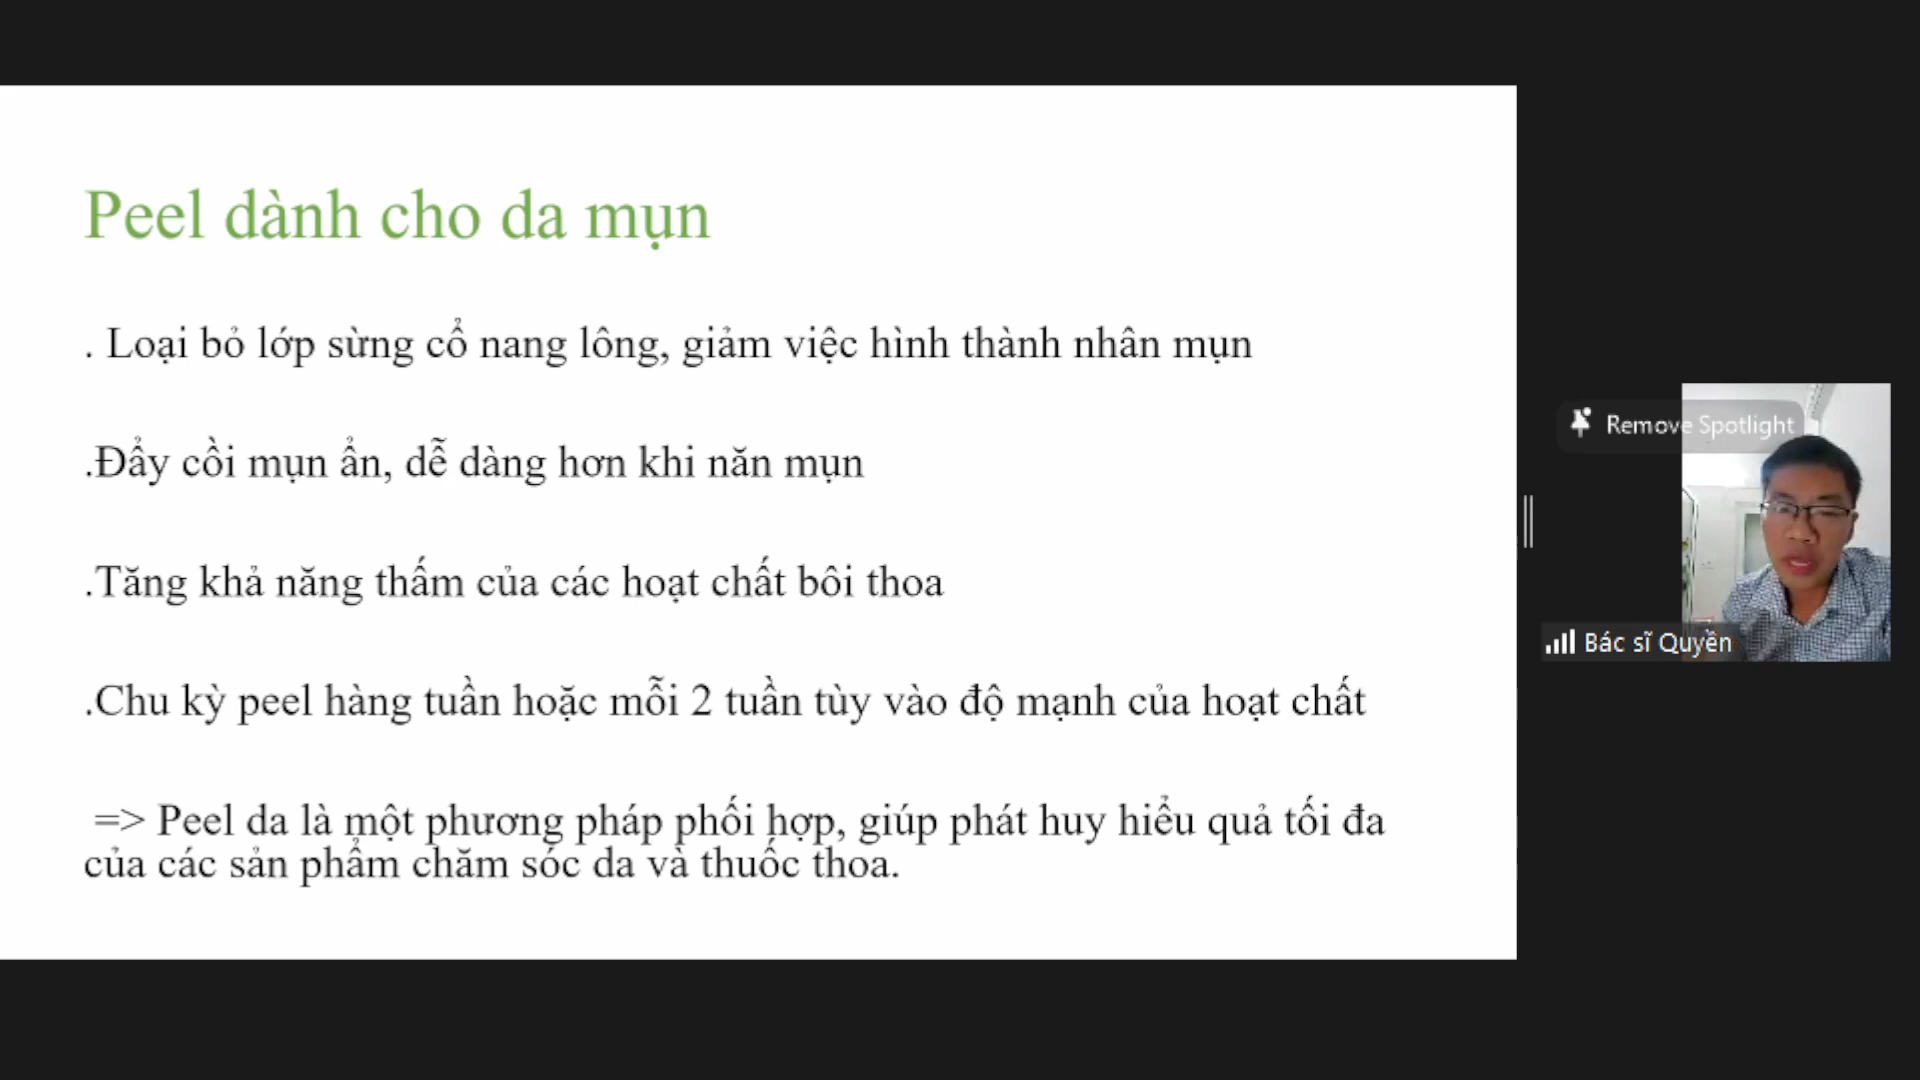 Peel dành cho da mụn
. Loại bỏ lớp sừng cổ nang lông, giảm việc hình thành nhân mụn
.Đẩy cồi mụn ẩn, dễ dàng hơn khi nặn mụn
.Tăng khả năng thấm của các hoạt chất bôi thoa
.Chu kỳ peel hàng tuần hoặc mỗi 2 tuần tùy vào độ mạnh của hoạt chất
=> Peel da là một phương pháp phối hợp, giúp phát huy hiểu quả tối đa
của các sản phẩm chăm sóc da và thuốc thoa.
Remove Spotlight
Bác sĩ Quyền